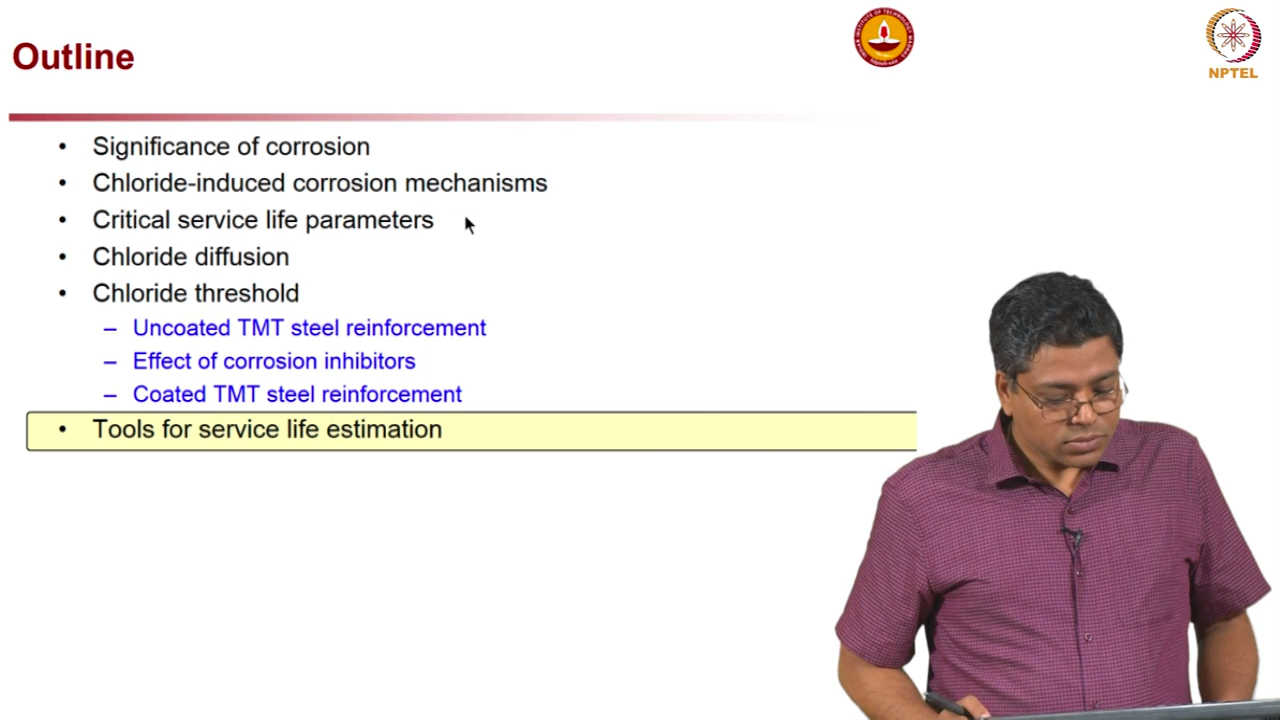 Outline
NPTEL
• Significance of corrosion
• Chloride-induced corrosion mechanisms
• Critical service life parameters
• Chloride diffusion
• Chloride threshold
– Uncoated TMT steel reinforcement
– Effect of corrosion inhibitors
– Coated TMT steel reinforcement
• Tools for service life estimation